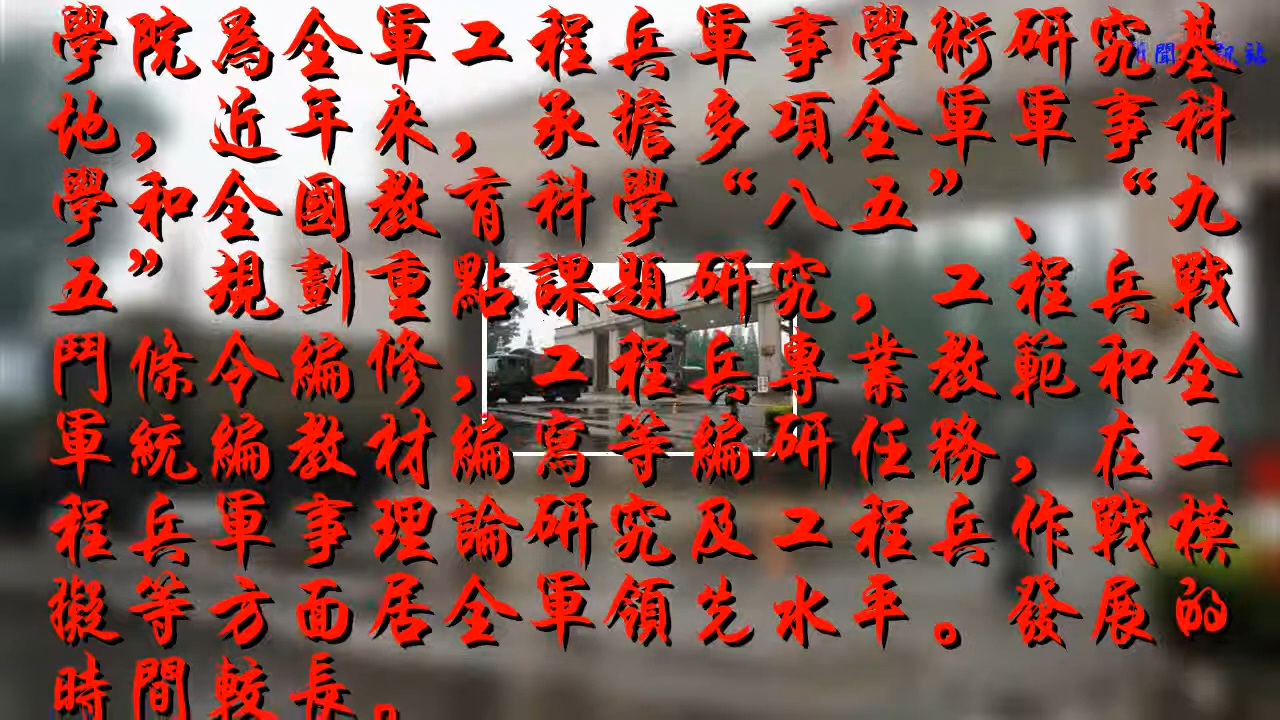 學院為全軍工程兵軍事學術研究基
地，近年來，承擔多項全軍軍事科
學和全國教育科學“八五”、“九
五”規劃重點課題研究，工程兵戰
鬥條令編修，工程兵專業教範和全
軍統編教材編寫等編研任務，在工
程兵軍事理論研究及工程兵作戰模
擬等方面居全軍領先水平。發展的
時間較長。